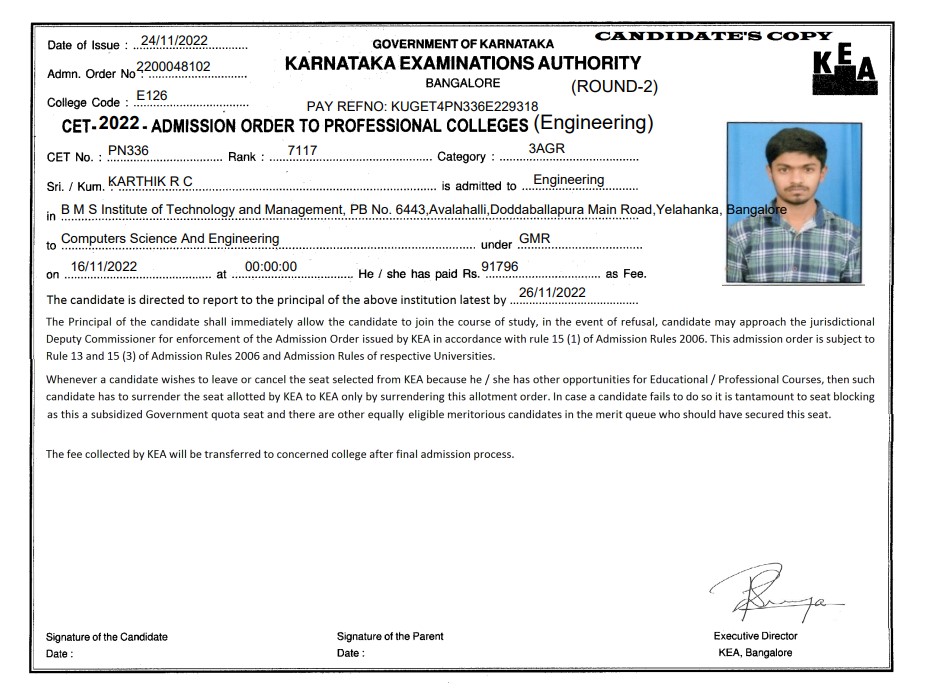 CANDIDATE'S COPY
Date of Issue : 24/11/2022
GOVERNMENT OF KARNATAKA
KEA
Admn. Order No : 2200048102
KARNATAKA EXAMINATIONS AUTHORITY
BANGALORE
(ROUND-2)
College Code : E126
PAY REFNO: KUGET4PN336E229318
CET-2022 - ADMISSION ORDER TO PROFESSIONAL COLLEGES (Engineering)
CET No. : PN336 Rank : 7117 Category : 3AGR
Sri. / Kum. KARTHIK R C is admitted to Engineering
in B M S Institute of Technology and Management, PB No. 6443,Avalahalli,Doddaballapura Main Road,Yelahanka, Bangalore
to Computers Science And Engineering under GMR
on 16/11/2022 at 00:00:00 He / she has paid Rs. 91796 as Fee.
The candidate is directed to report to the principal of the above institution latest by 26/11/2022
The Principal of the candidate shall immediately allow the candidate to join the course of study, in the event of refusal, candidate may approach the jurisdictional
Deputy Commissioner for enforcement of the Admission Order issued by KEA in accordance with rule 15 (1) of Admission Rules 2006. This admission order is subject to
Rule 13 and 15 (3) of Admission Rules 2006 and Admission Rules of respective Universities.
Whenever a candidate wishes to leave or cancel the seat selected from KEA because he / she has other opportunities for Educational / Professional Courses, then such
candidate has to surrender the seat allotted by KEA to KEA only by surrendering this allotment order. In case a candidate fails to do so it is tantamount to seat blocking
as this a subsidized Government quota seat and there are other equally eligible meritorious candidates in the merit queue who should have secured this seat.
The fee collected by KEA will be transferred to concerned college after final admission process.
Signature of the Candidate
Date :
Signature of the Parent
Date :
Executive Director
KEA, Bangalore